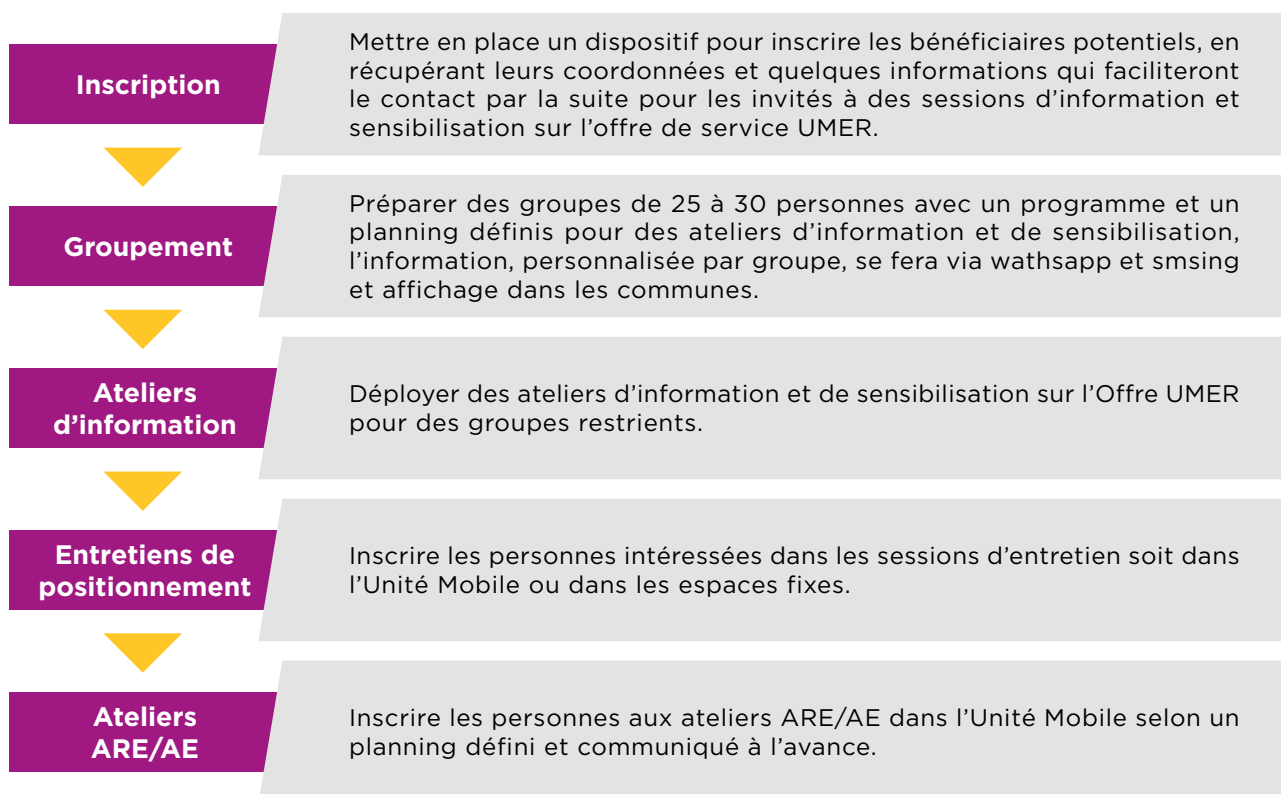 Inscription
Mettre en place un dispositif pour inscrire les bénéficiaires potentiels, en
récupérant leurs coordonnées et quelques informations qui faciliteront
le contact par la suite pour les invités à des sessions d’information et
sensibilisation sur l’offre de service UMER.
Groupement
Préparer des groupes de 25 à 30 personnes avec un programme et un
planning définis pour des ateliers d’information et de sensibilisation,
l’information, personnalisée par groupe, se fera via wathsapp et smsing
et affichage dans les communes.
Ateliers
d’information
Déployer des ateliers d’information et de sensibilisation sur l’Offre UMER
pour des groupes restrients.
Entretiens de
positionnement
Inscrire les personnes intéressées dans les sessions d’entretien soit dans
l’Unité Mobile ou dans les espaces fixes.
Ateliers
ARE/AE
Inscrire les personnes aux ateliers ARE/AE dans l’Unité Mobile selon un
planning défini et communiqué à l’avance.